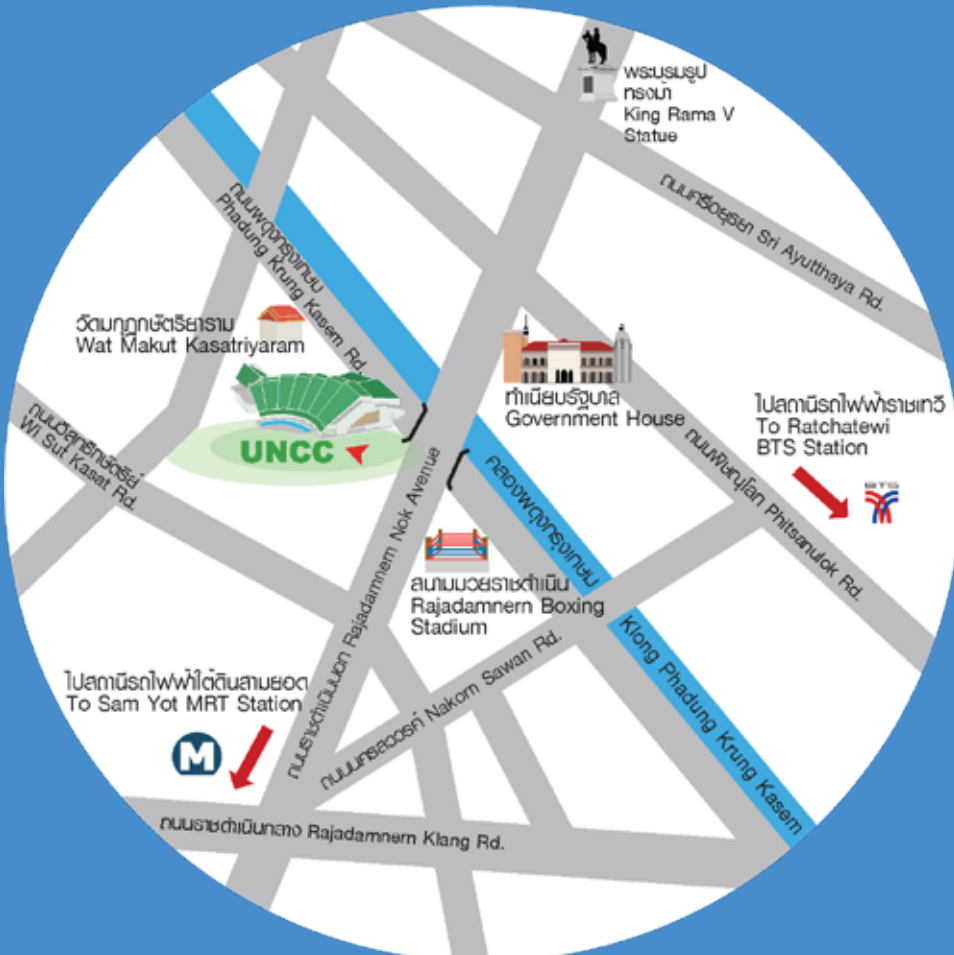 พระบรมรูป
ทรงม้า
King Rama V
Statue
ถนนศรีอยุธยา Sri Ayutthaya Rd.
ถนนพดุงกรุงเกษม
Phadung Krung Kasem Rd.
วัดมกุฎกษัตริยาราม
Wat Makut Kasatriyaram
UNCC
ทำเนียบรัฐบาล
Government House
ไปสถานีรถไฟฟ้าราชเทวี
To Ratchatewi
BTS Station
BTS
ถนนวิสุทธิกษัตริย์
Wi Sut Kasat Rd.
ถนนพิษณุโลก Phitsanulok Rd.
คลองพดุงกรุงเกษม Klong Phadung Krung Kasem
สนามมวยราชดำเนิน
Rajadamnern Boxing
Stadium
ถนนราชดำเนินนอก Rajadamnern Nok Avenue
ถนนนครสวรรค์ Nakorn Sawan Rd.
ไปสถานีรถไฟฟ้าใต้ดินสามยอด
To Sam Yot MRT Station
M
ถนนราชดำเนินกลาง Rajadamnern Klang Rd.